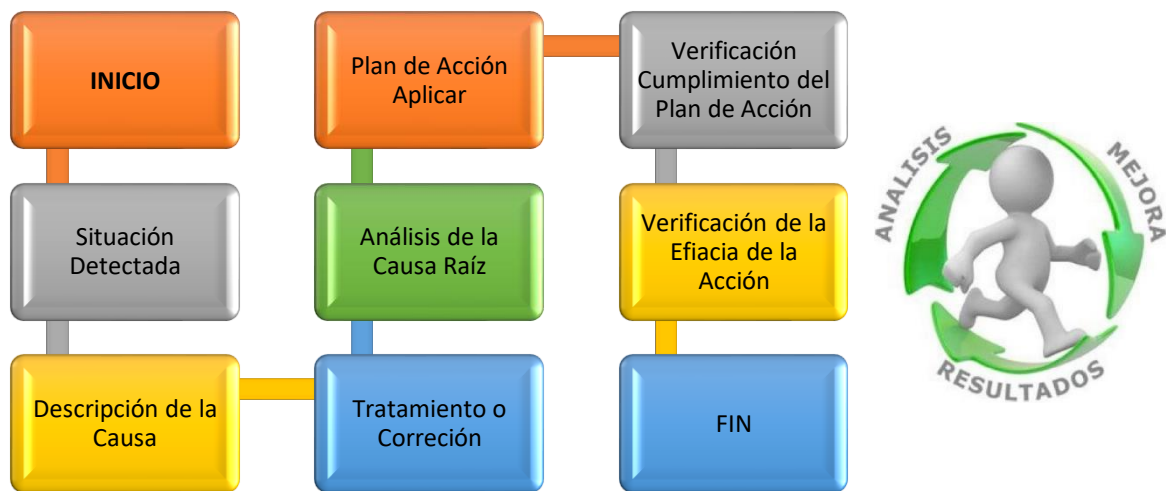 INICIO
Situación
Detectada
Descripción de la
Causa
Tratamiento o
Correción
Análisis de la
Causa Raíz
Plan de Acción
Aplicar
Verificación
Cumplimiento del
Plan de Acción
Verificación de la
Efiacia de la
Acción
FIN
ANALISIS
MEJORA
RESULTADOS